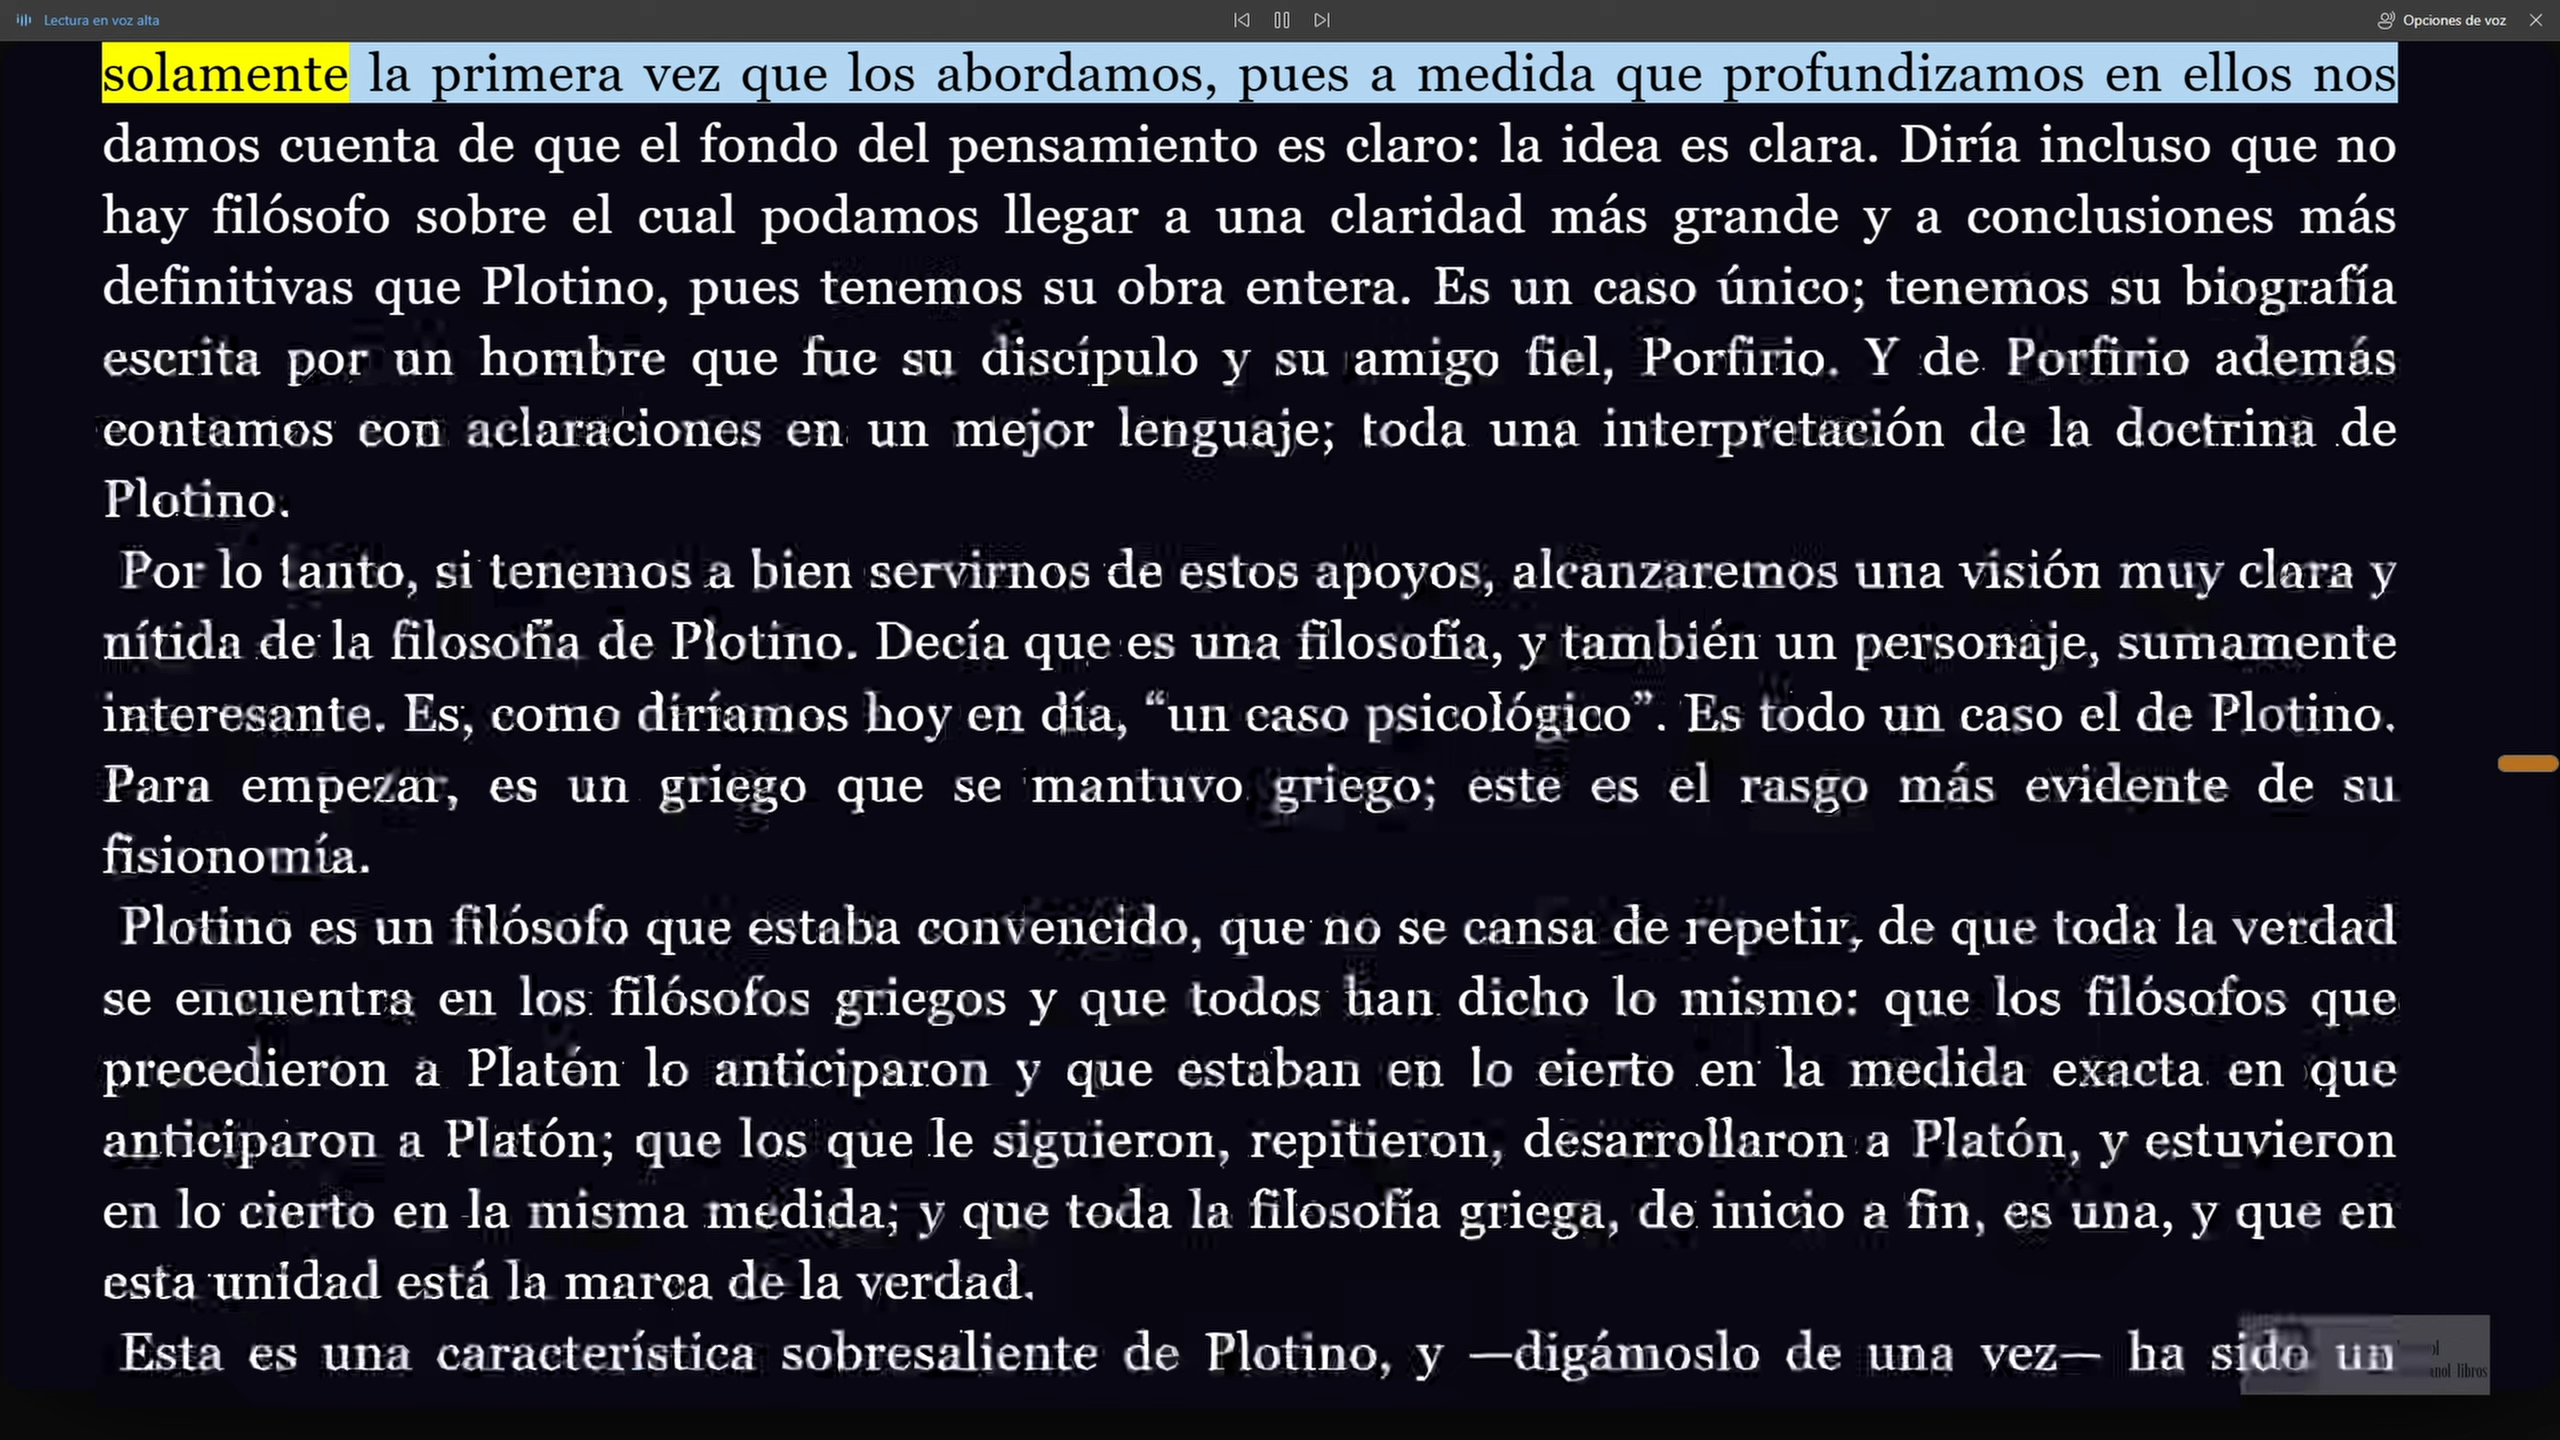 Lectura en voz alta
Opciones de voz
solamente la primera vez que los abordamos, pues a medida que profundizamos en ellos nos
damos cuenta de que el fondo del pensamiento es claro: la idea es clara. Diría incluso que no
hay filósofo sobre el cual podamos llegar a una claridad más grande y a conclusiones más
definitivas que Plotino, pues tenemos su obra entera. Es un caso único; tenemos su biografía
escrita por un hombre que fue su discípulo y su amigo fiel, Porfirio. Y de Porfirio además
contamos con aclaraciones en un mejor lenguaje; toda una interpretación de la doctrina de
Plotino.
Por lo tanto, si tenemos a bien servirnos de estos apoyos, alcanzaremos una visión muy clara y
nítida de la filosofía de Plotino. Decía que es una filosofía, y también un personaje, sumamente
interesante. Es, como diríamos hoy en día, “un caso psicológico”. Es todo un caso el de Plotino.
Para empezar, es un griego que se mantuvo griego; este es el rasgo más evidente de su
fisionomía.
Plotino es un filósofo que estaba convencido, que no se cansa de repetir, de que toda la verdad
se encuentra en los filósofos griegos y que todos han dicho lo mismo: que los filósofos que
precedieron a Platón lo anticiparon y que estaban en lo cierto en la medida exacta en que
anticiparon a Platón; que los que le siguieron, repitieron, desarrollaron a Platón, y estuvieron
en lo cierto en la misma medida; y que toda la filosofía griega, de inicio a fin, es una, y que en
esta unidad está la marca de la verdad.
Esta es una característica sobresaliente de Plotino, y —digámoslo de una vez— ha sido un